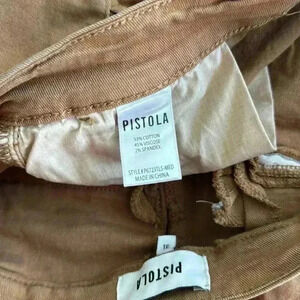 PISTOLA
53% COTTON
45% VISCOSE
2% SPANDEX
MADE IN CHINA
PISTOLA